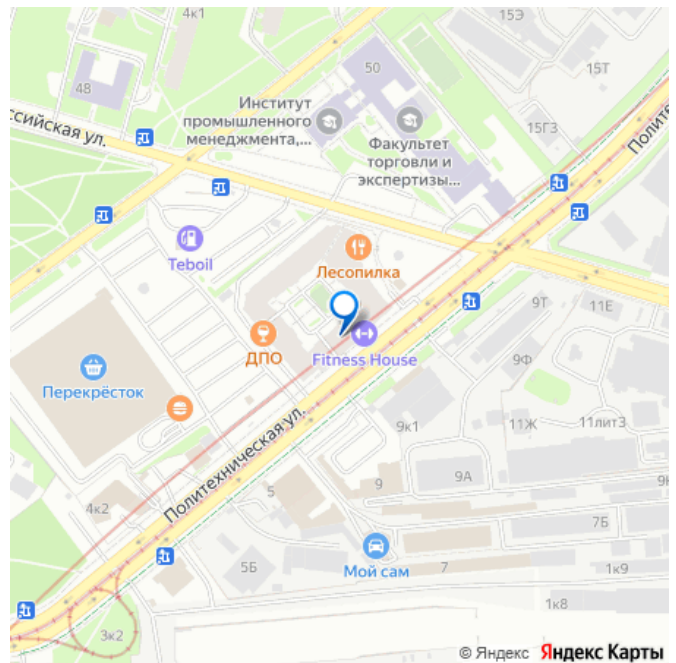 4к1
15Э
50
15Т
48
Институт
промышленного
менеджмента,...
ссийская ул.
Факультет
торговли и
экспертизы...
15Г3
Политех
Teboil
Лесопилка
9Т
11Е
ДПО
Fitness House
9Ф
Перекрёсток
9к1
11Ж
11лит3
Политехническая ул.
9А
9
5
4к2
7Б
5Б
Мой сам
7
1к9
1к8
3к2
© Яндекс Яндекс Карты